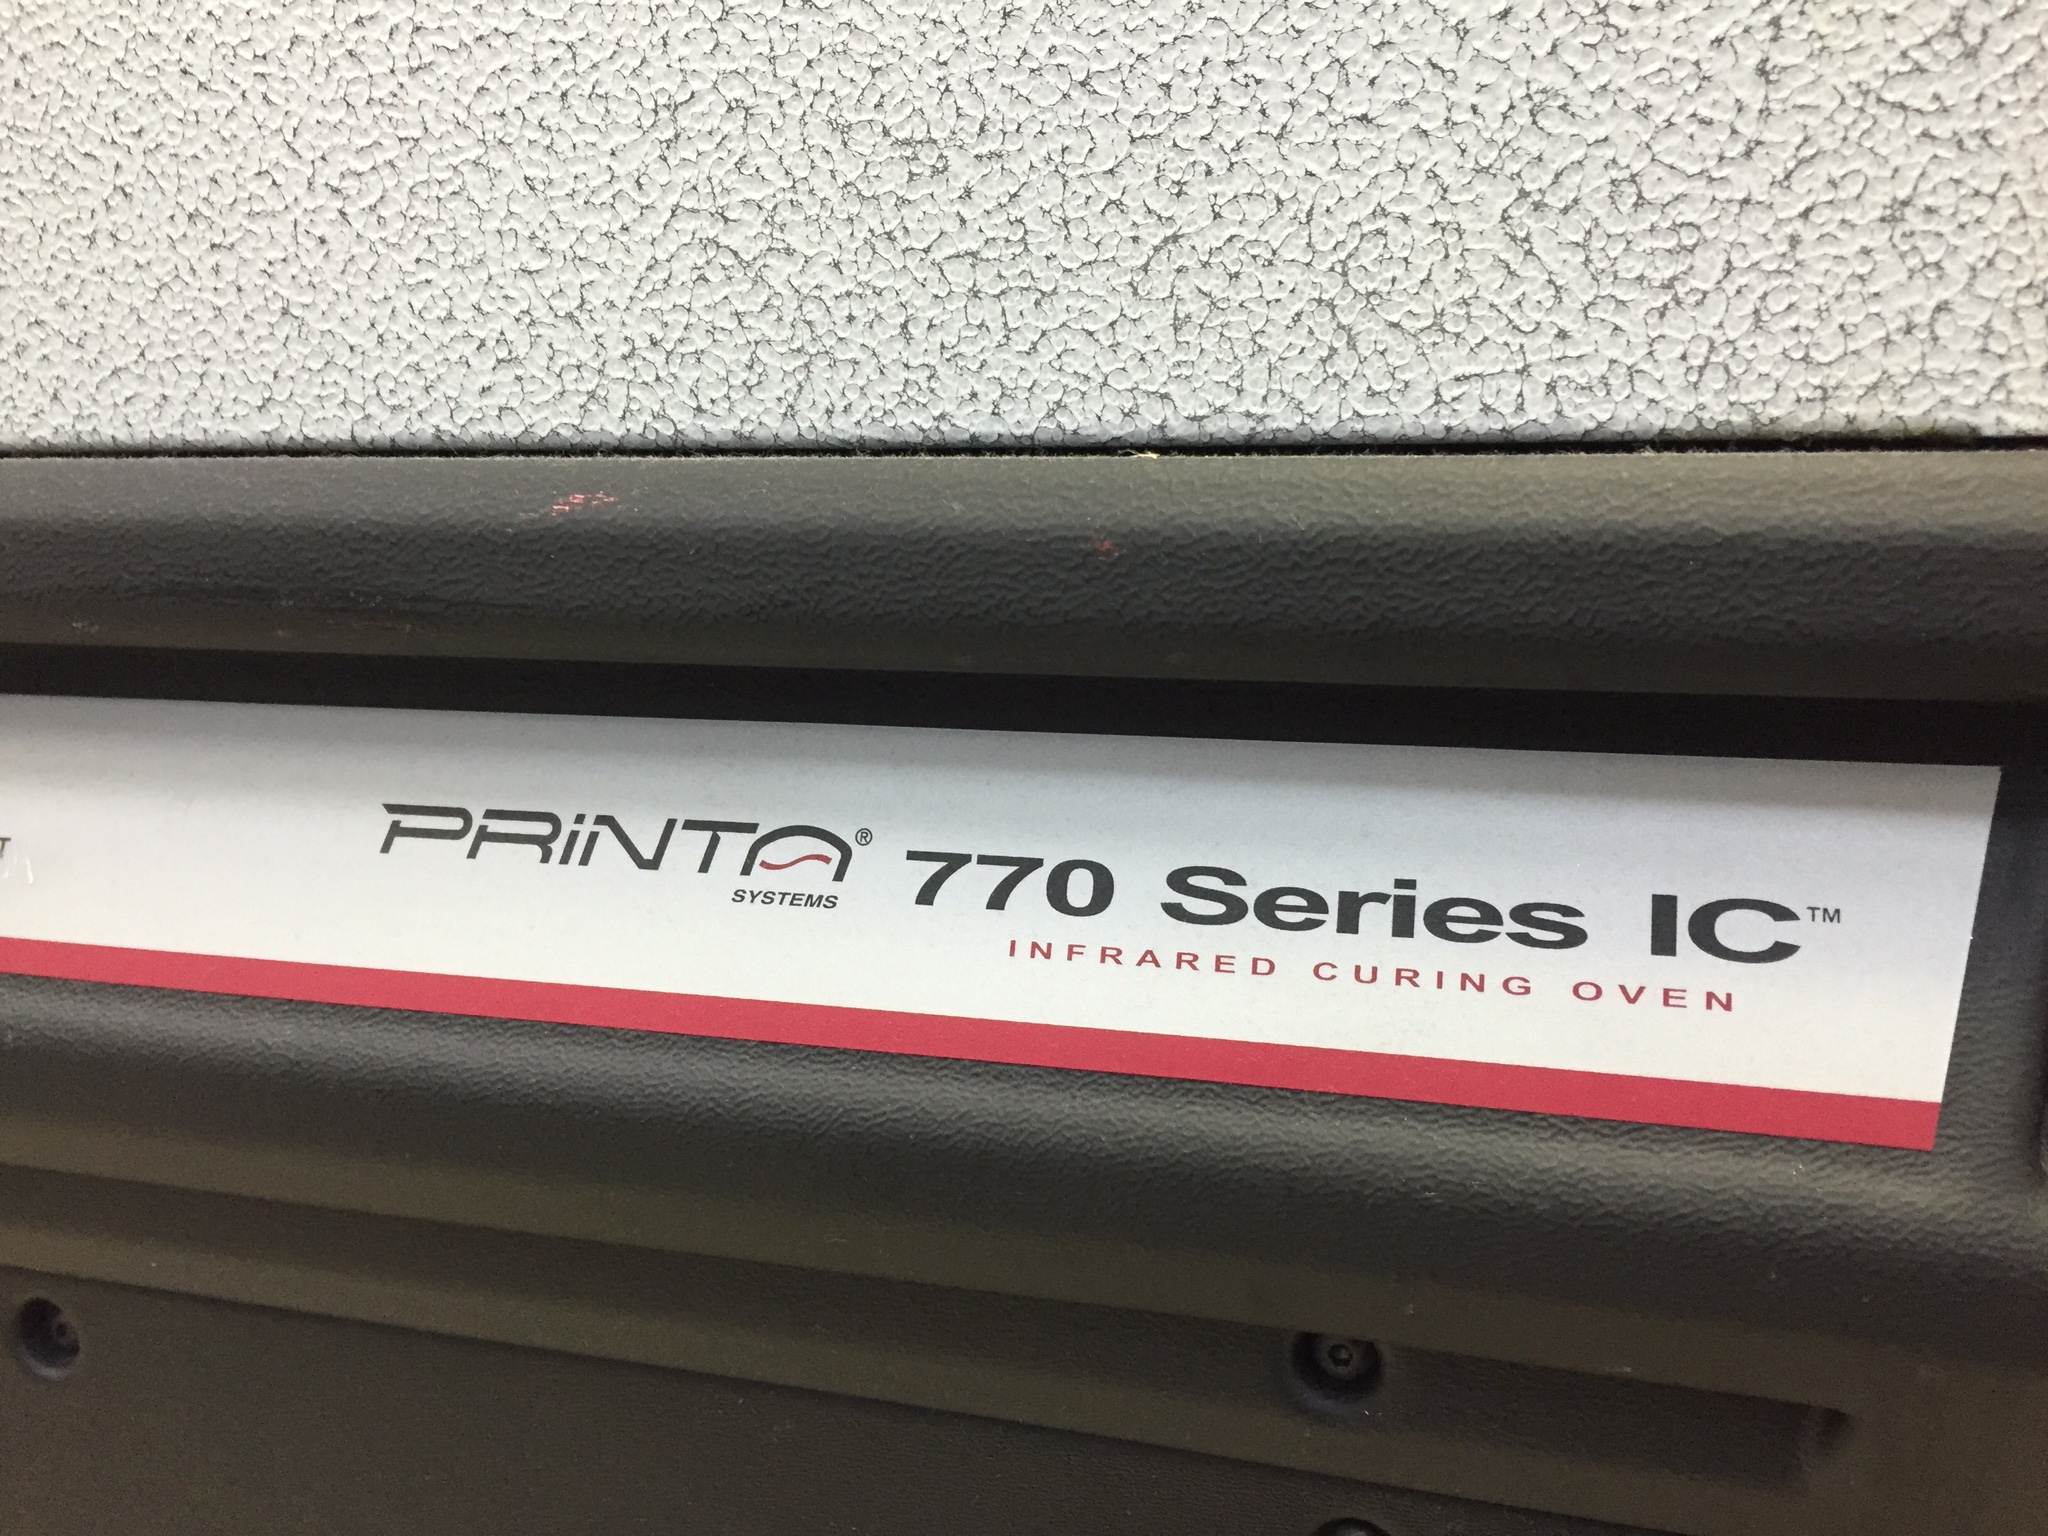 PRiNTA® 770 Series IC™
SYSTEMS
INFRARED CURING OVEN